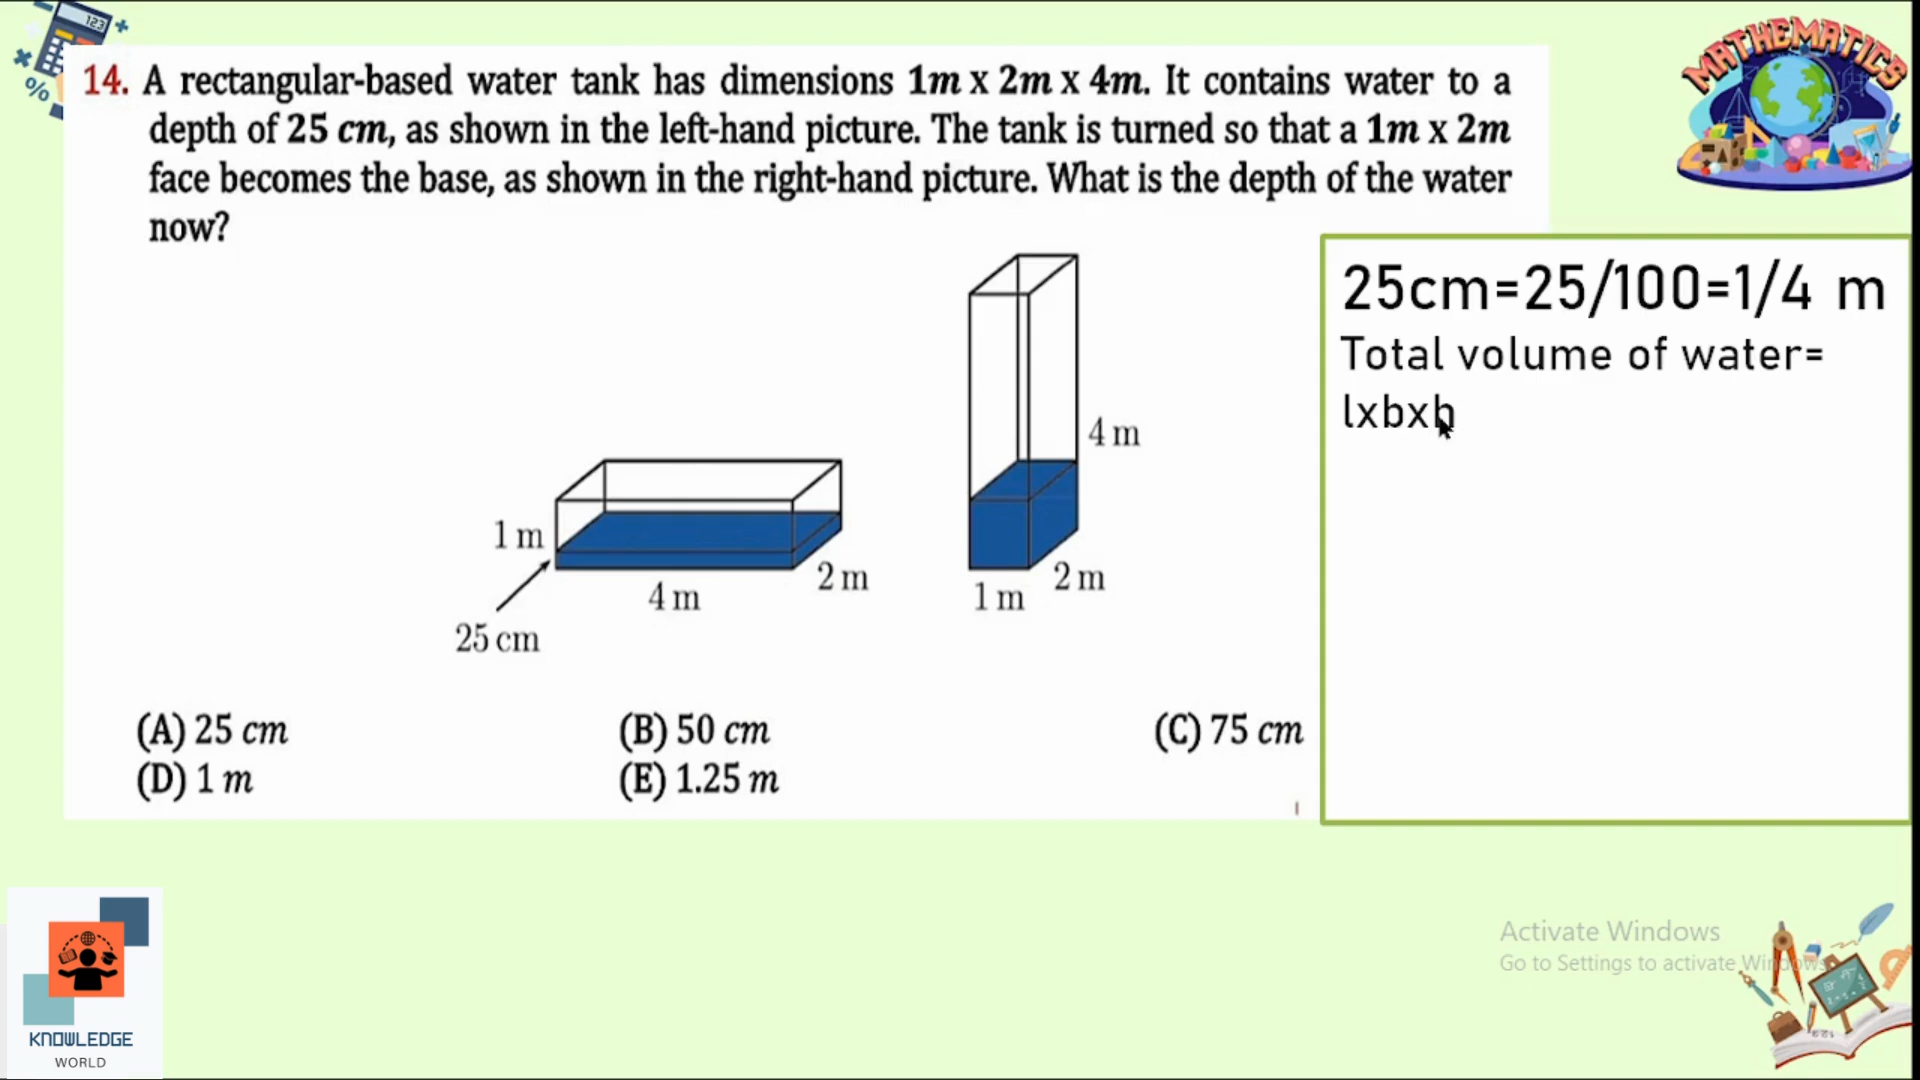 123
%
MATHEMATICS
14. A rectangular-based water tank has dimensions 1m x 2m x 4m. It contains water to a
depth of 25 cm, as shown in the left-hand picture. The tank is turned so that a 1m x 2m
face becomes the base, as shown in the right-hand picture. What is the depth of the water
now?
25cm=25/100=1/4 m
Total volume of water=
lxbxh
4 m
1 m
2 m
4 m
25 cm
2 m
1 m
(A) 25 cm
(B) 50 cm
(C) 75 cm
(D) 1 m
(E) 1.25 m
Activate Windows
Go to Settings to activate Windows.
KNOWLEDGE
WORLD